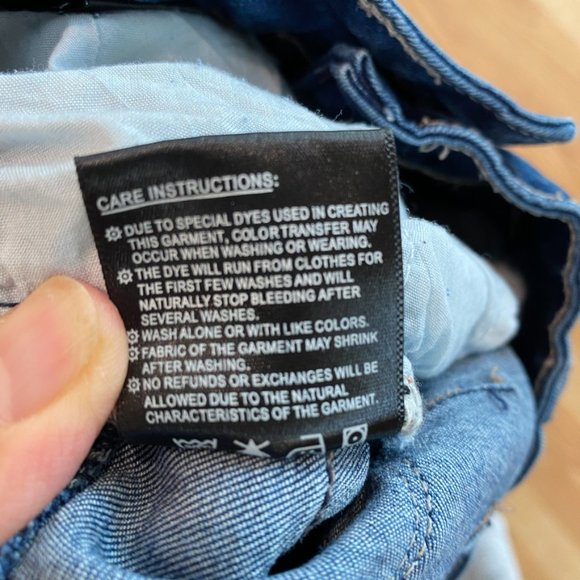 CARE INSTRUCTIONS:
DUE TO SPECIAL DYES USED IN CREATING
THIS GARMENT, COLOR TRANSFER MAY
OCCUR WHEN WASHING OR WEARING.
THE DYE WILL RUN FROM CLOTHES FOR
THE FIRST FEW WASHES AND WILL
NATURALLY STOP BLEEDING AFTER
SEVERAL WASHES.
WASH ALONE OR WITH LIKE COLORS.
FABRIC OF THE GARMENT MAY SHRINK
AFTER WASHING.
NO REFUNDS OR EXCHANGES WILL BE
ALLOWED DUE TO THE NATURAL
CHARACTERISTICS OF THE GARMENT.